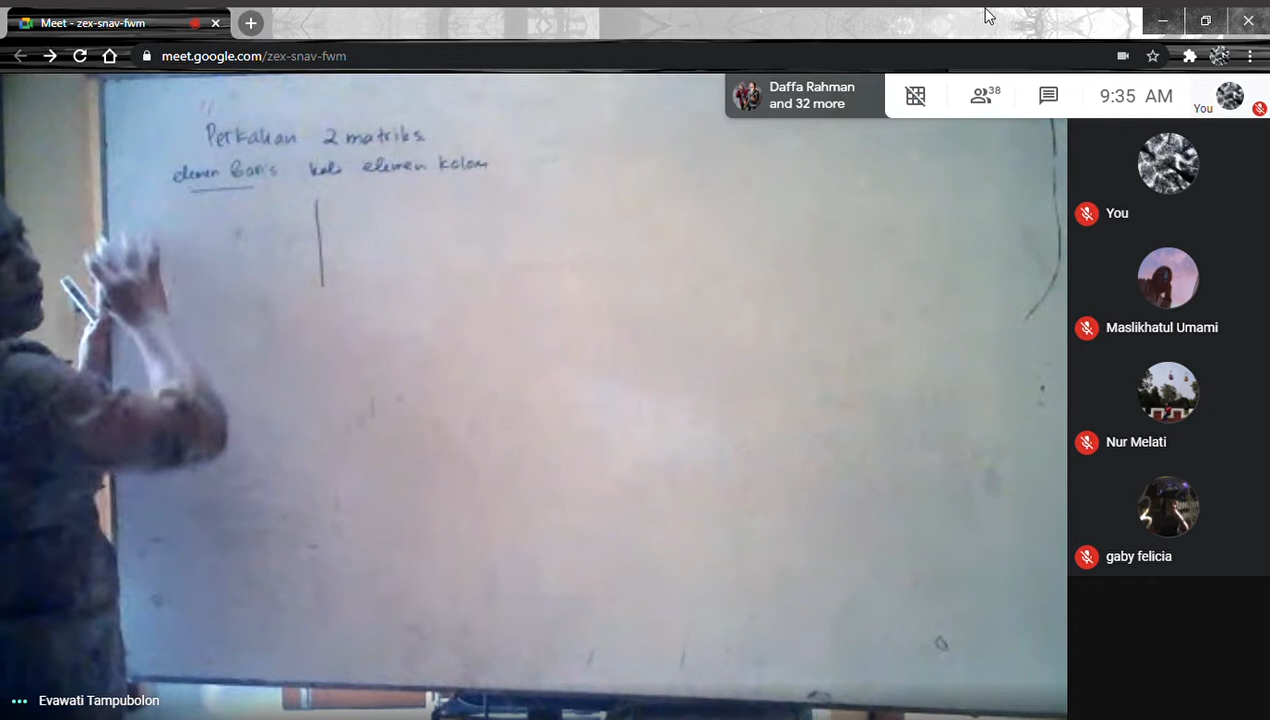 Meet - zex-snav-fwm
meet.google.com/zex-snav-fwm
Daffa Rahman
and 32 more
38
9:35 AM
You
Perkalian 2 matriks.
elemen Baris kali elemen kolom
You
Maslikhatul Umami
Nur Melati
gaby felicia
Evawati Tampubolon